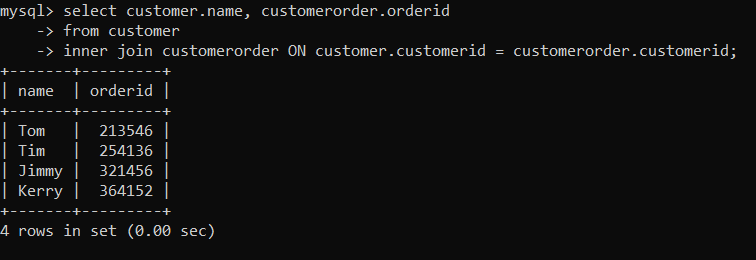 mysql> select customer.name, customerorder.orderid
    -> from customer
    -> inner join customerorder ON customer.customerid = customerorder.customerid;
+-------+---------+
| name  | orderid |
+-------+---------+
| Tom   |  213546 |
| Tim   |  254136 |
| Jimmy |  321456 |
| Kerry |  364152 |
+-------+---------+
4 rows in set (0.00 sec)